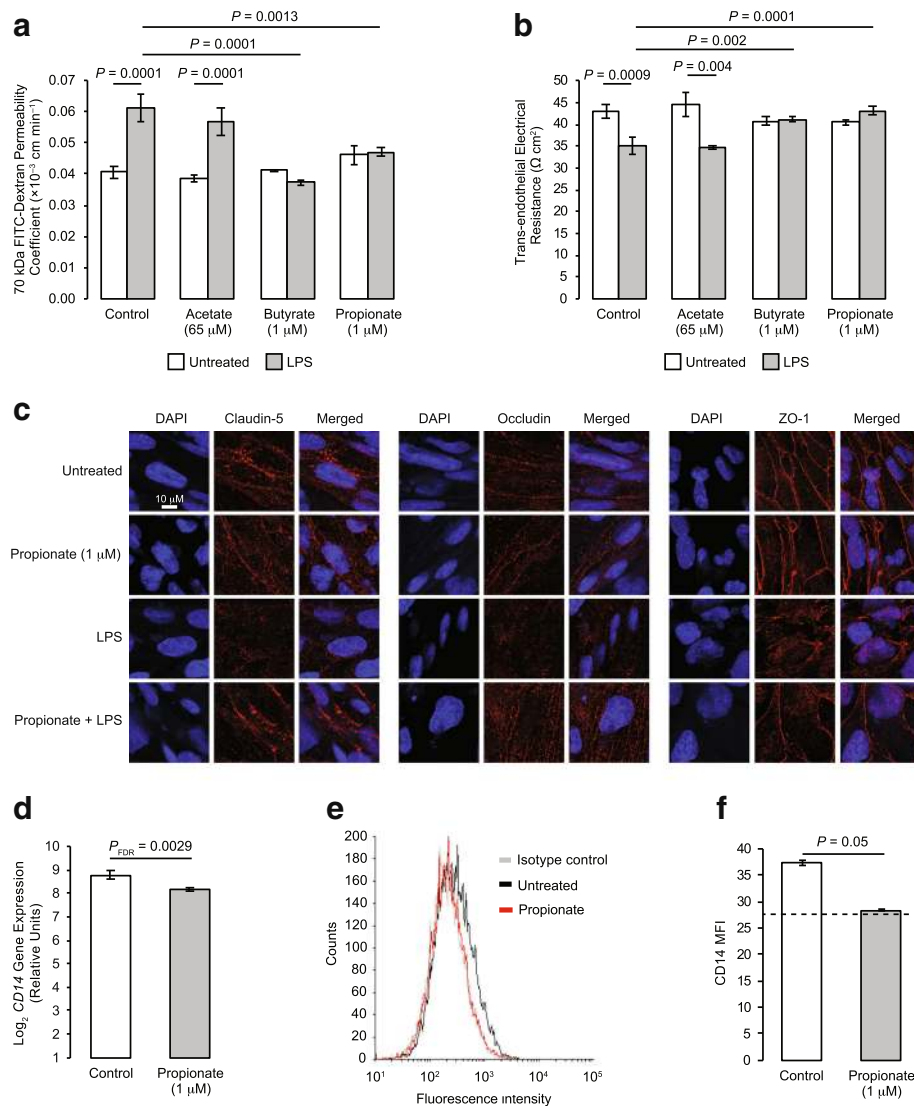 a
P = 0.0013
P = 0.0001
P = 0.0001
P = 0.0001
70 kDa FITC-Dextran Permeability
Coefficient (×10⁻³ cm min⁻¹)
0.07
0.06
0.05
0.04
0.03
0.02
0.01
0.00
Control
Acetate
(65 μM)
Butyrate
(1 μM)
Propionate
(1 μM)
Untreated
LPS
b
P = 0.0001
P = 0.002
P = 0.0009
P = 0.004
Trans-endothelial Electrical
Resistance (Ω cm²)
50
45
40
35
30
25
20
15
10
5
0
Control
Acetate
(65 μM)
Butyrate
(1 μM)
Propionate
(1 μM)
Untreated
LPS
c
DAPI Claudin-5 Merged DAPI Occludin Merged DAPI ZO-1 Merged
Untreated
10 μM
Propionate (1 μM)
LPS
Propionate + LPS
d
P_FDR = 0.0029
Log₂ CD14 Gene Expression
(Relative Units)
10
9
8
7
6
5
4
3
2
1
Control
Propionate
(1 μM)
e
Counts
200
180
160
140
120
100
80
60
40
20
0
Isotype control
Untreated
Propionate
10¹ 10² 10³ 10⁴ 10⁵
Fluorescence intensity
f
P = 0.05
CD14 MFI
40
35
30
25
20
15
10
5
0
Control
Propionate
(1 μM)